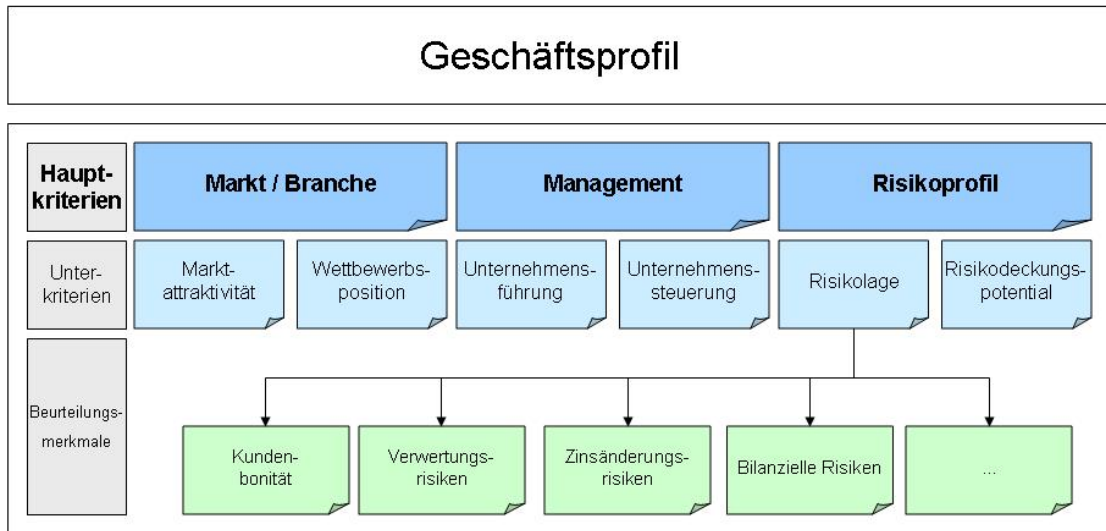 Geschäftsprofil
Haupt-
kriterien
Markt / Branche
Management
Risikoprofil
Unter-
kriterien
Markt-
attraktivität
Wettbewerbs-
position
Unternehmens-
führung
Unternehmens-
steuerung
Risikolage
Risikodeckungs-
potential
Beurteilungs-
merkmale
Kunden-
bonität
Verwertungs-
risiken
Zinsänderungs-
risiken
Bilanzielle Risiken
...